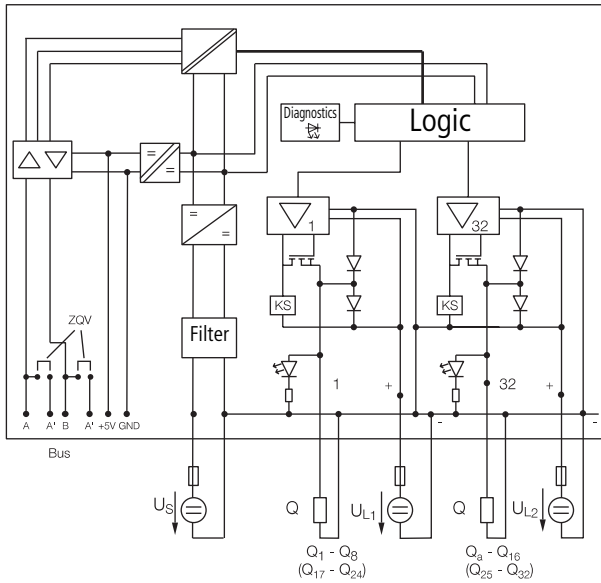 Diagnostics
Logic
1
32
= =
=
=
KS
KS
ZQV
Filter
1
+
32
+
A
A'
B
A'
+5V
GND
-
-
Bus
US
Q
UL1
Q
UL2
Q1 - Q8
(Q17 - Q24)
Qa - Q16
(Q25 - Q32)